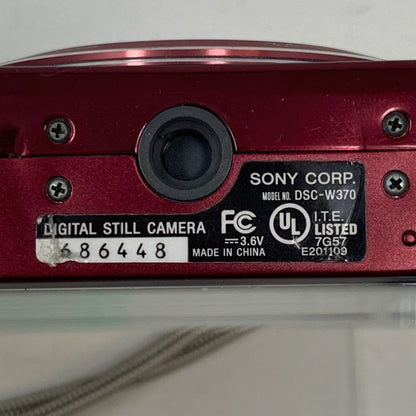 SONY CORP.
MODEL NO. DSC-W370
DIGITAL STILL CAMERA
686448
FC
3.6V
MADE IN CHINA
UL
I.T.E.
LISTED
7G57
E201109